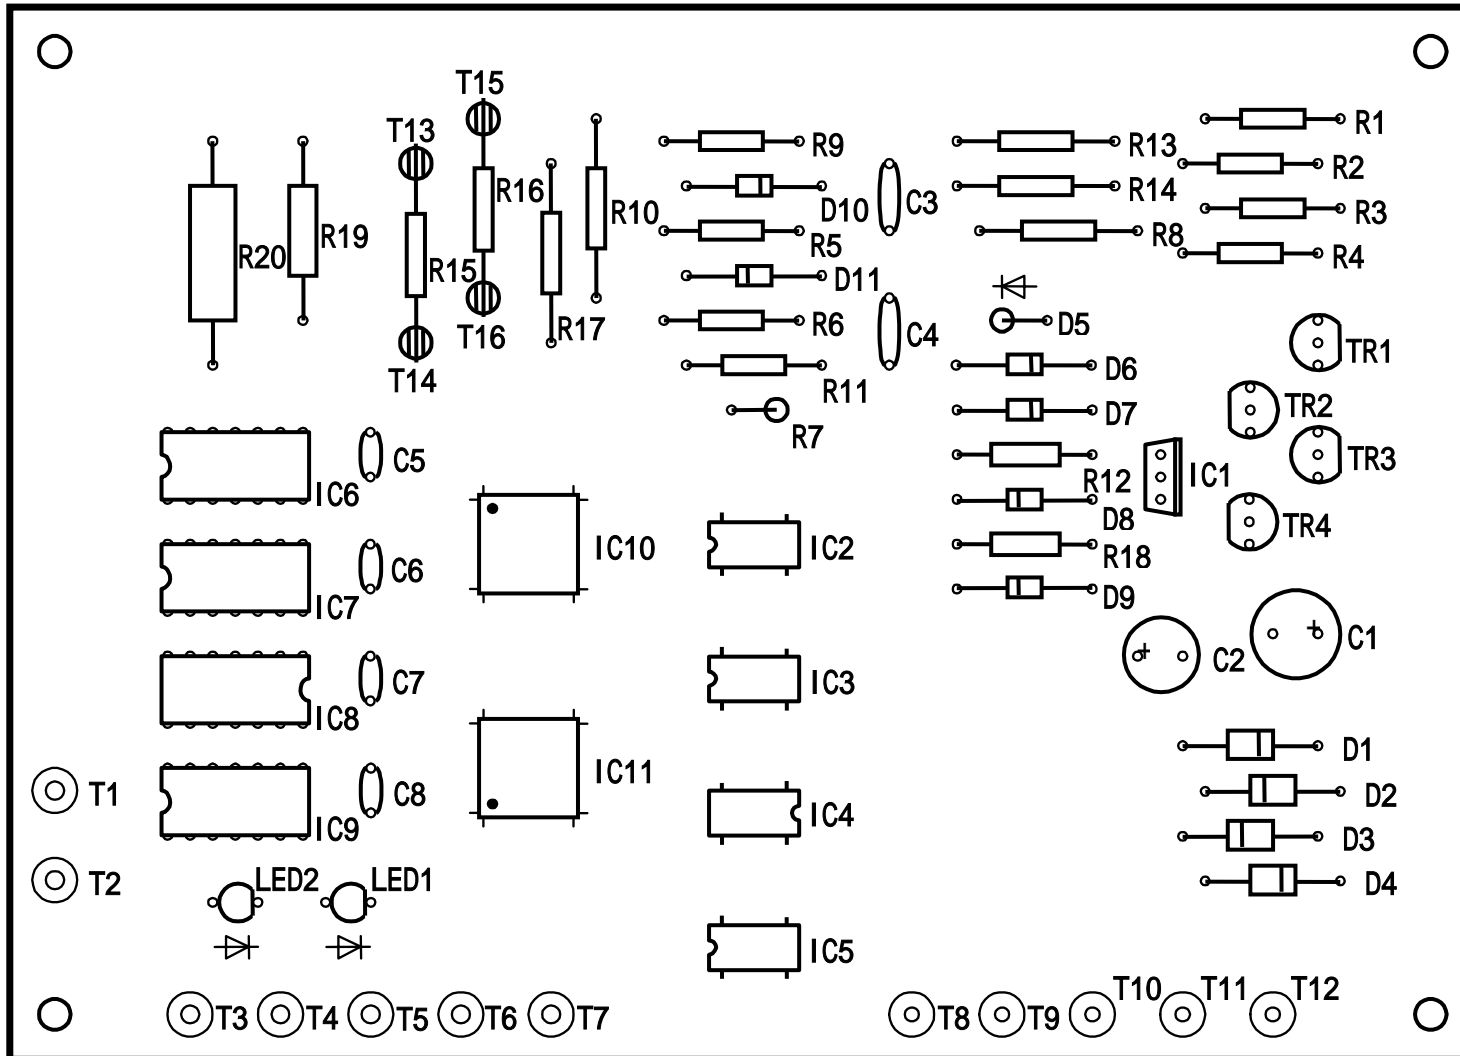 T15
R1
T13
R9
R13
R2
R16
R14
D10
C3
R10
R3
R19
R20
R5
R8
R4
R15
D11
T16
R17
R6
C4
D5
TR1
T14
R11
D6
TR2
D7
R7
C5
IC6
TR3
R12
IC1
D8
TR4
IC10
IC2
R18
C6
IC7
D9
C1
C2
C7
IC3
IC8
D1
IC11
T1
C8
D2
IC4
IC9
D3
T2
LED2
LED1
D4
IC5
T10
T11
T12
T3
T4
T5
T6
T7
T8
T9